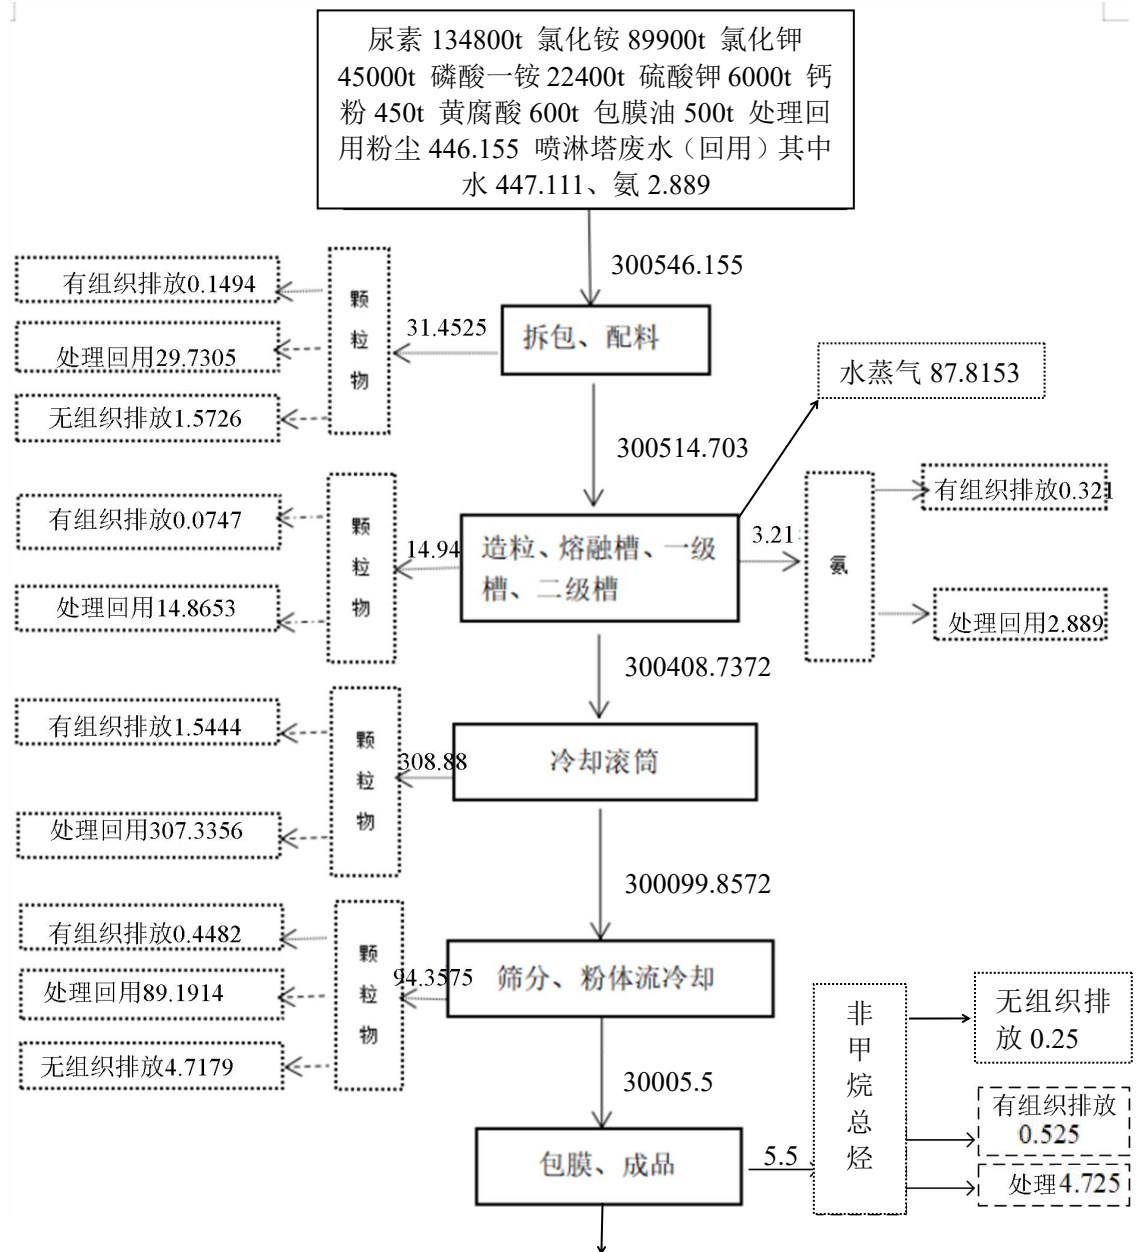 尿素 134800t 氯化铵 89900t 氯化钾
45000t 磷酸一铵 22400t 硫酸钾 6000t 钙
粉 450t 黄腐酸 600t 包膜油 500t 处理回
用粉尘 446.155 喷淋塔废水（回用）其中
水 447.111、氨 2.889
300546.155
有组织排放0.1494
处理回用29.7305
无组织排放1.5726
颗
粒
物
31.4525
拆包、配料
水蒸气 87.8153
300514.703
有组织排放0.0747
处理回用14.8653
颗
粒
物
14.94
造粒、熔融槽、一级
槽、二级槽
3.21
氨
有组织排放0.321
处理回用2.889
300408.7372
有组织排放1.5444
处理回用307.3356
颗
粒
物
308.88
冷却滚筒
300099.8572
有组织排放0.4482
处理回用89.1914
无组织排放4.7179
颗
粒
物
94.3575
筛分、粉体流冷却
30005.5
包膜、成品
5.5
非
甲
烷
总
烃
无组织排
放 0.25
有组织排放
0.525
处理4.725